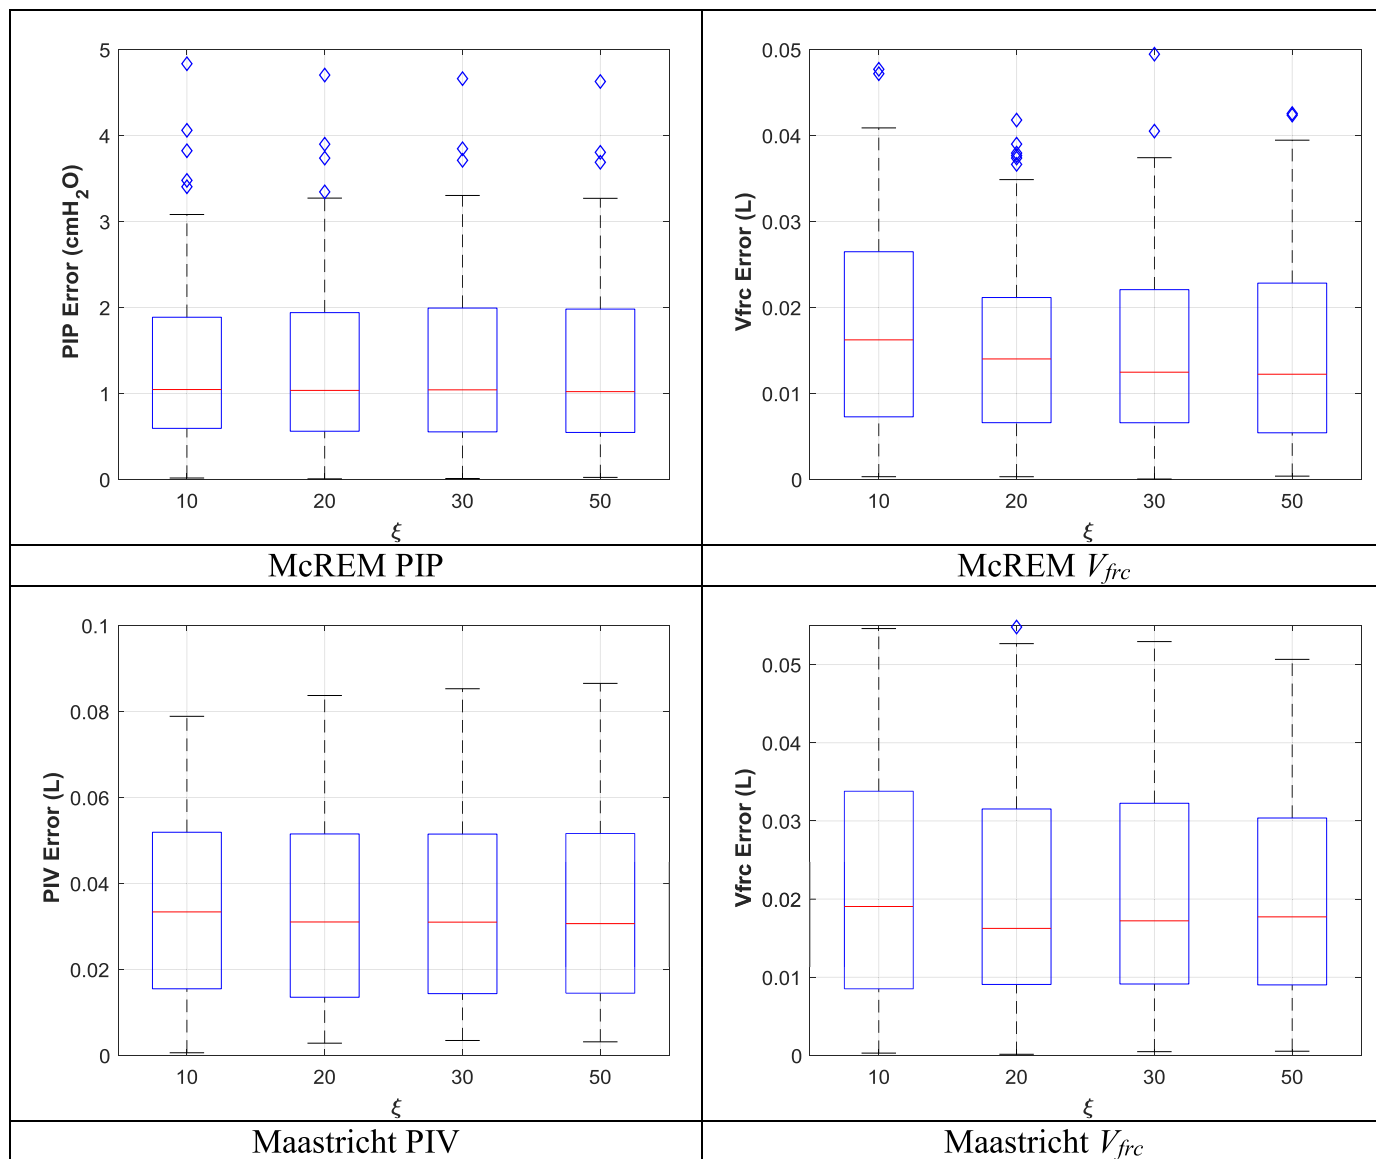 5
4
3
2
1
0
PIP Error (cmH2O)
10 20 30 50
ξ
McREM PIP
0.05
0.04
0.03
0.02
0.01
0
Vfrc Error (L)
10 20 30 50
ξ
McREM Vfrc
0.1
0.08
0.06
0.04
0.02
0
PIV Error (L)
10 20 30 50
ξ
Maastricht PIV
0.05
0.04
0.03
0.02
0.01
0
Vfrc Error (L)
10 20 30 50
ξ
Maastricht Vfrc